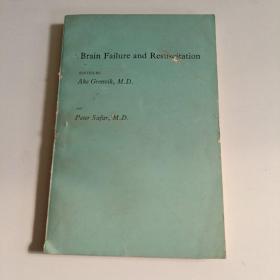 Brain Failure and Resuscitation
EDITED BY
Ake Grenvik, M.D.
AND
Peter Safar, M.D.